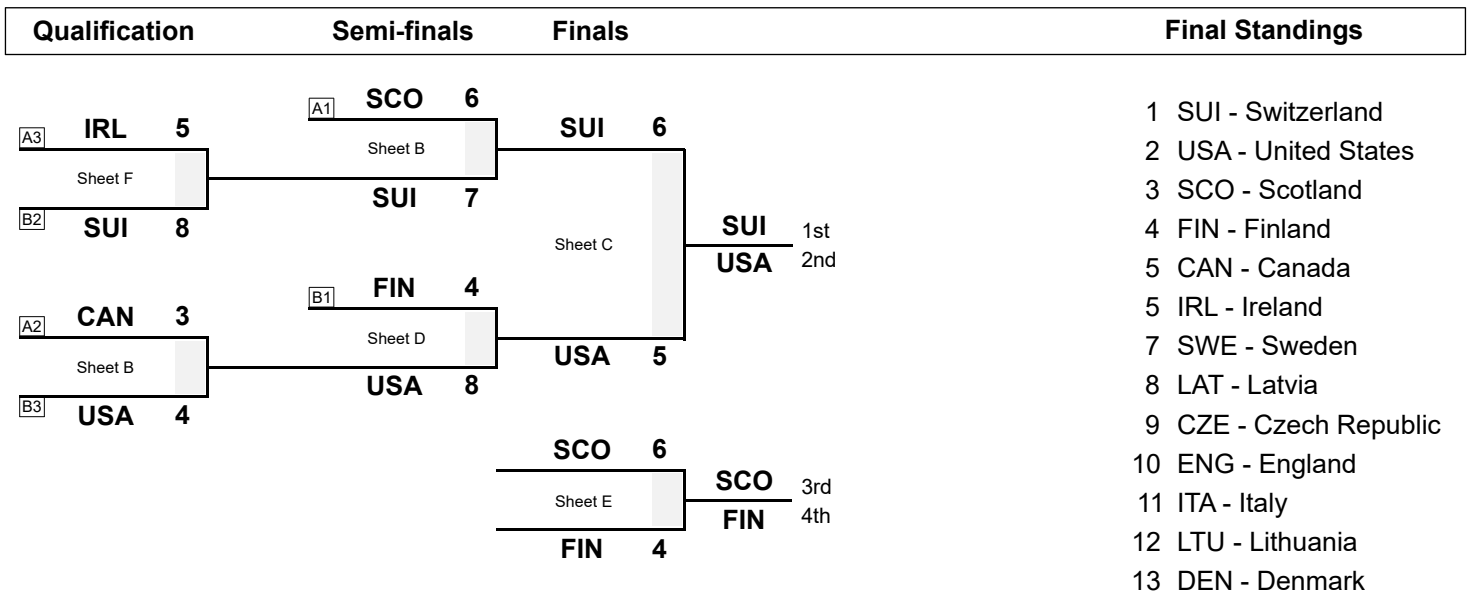 Qualification Semi-finals Finals Final Standings
A1 SCO 6
A3 IRL 5
SUI 6
Sheet B
Sheet F
SUI 7
B2 SUI 8
SUI 1st
Sheet C
USA 2nd
B1 FIN 4
A2 CAN 3
Sheet D
USA 5
Sheet B
USA 8
B3 USA 4
SCO 6
SCO 3rd
Sheet E
FIN 4th
FIN 4
1 SUI - Switzerland
2 USA - United States
3 SCO - Scotland
4 FIN - Finland
5 CAN - Canada
5 IRL - Ireland
7 SWE - Sweden
8 LAT - Latvia
9 CZE - Czech Republic
10 ENG - England
11 ITA - Italy
12 LTU - Lithuania
13 DEN - Denmark